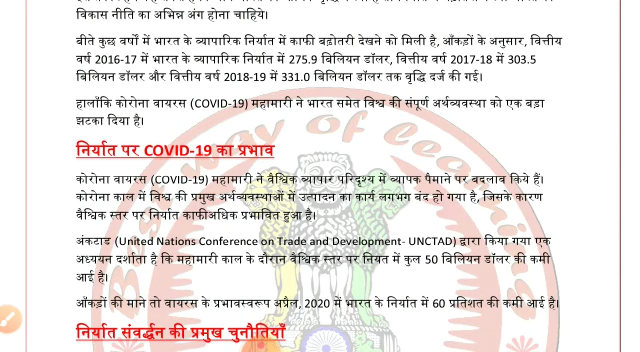 विकास नीति का अभिन्न अंग होना चाहिये।
बीते कुछ वर्षों में भारत के व्यापारिक निर्यात में काफी बढ़ोतरी देखने को मिली है, आँकड़ों के अनुसार, वित्तीय
वर्ष 2016-17 में भारत के व्यापारिक निर्यात में 275.9 बिलियन डॉलर, वित्तीय वर्ष 2017-18 में 303.5
बिलियन डॉलर और वित्तीय वर्ष 2018-19 में 331.0 बिलियन डॉलर तक वृद्धि दर्ज की गई।
हालाँकि कोरोना वायरस (COVID-19) महामारी ने भारत समेत विश्व की संपूर्ण अर्थव्यवस्था को एक बड़ा
झटका दिया है।
निर्यात पर COVID-19 का प्रभाव
कोरोना वायरस (COVID-19) महामारी ने वैश्विक व्यापार परिदृश्य में व्यापक पैमाने पर बदलाव किये हैं।
कोरोना काल में विश्व की प्रमुख अर्थव्यवस्थाओं में उत्पादन का कार्य लगभग बंद हो गया है, जिसके कारण
वैश्विक स्तर पर निर्यात काफीअधिक प्रभावित हुआ है।
अंकटाड (United Nations Conference on Trade and Development- UNCTAD) द्वारा किया गया एक
अध्ययन दर्शाता है कि महामारी काल के दौरान वैश्विक स्तर पर नियत में कुल 50 बिलियन डॉलर की कमी
आई है।
आँकड़ों की माने तो वायरस के प्रभावस्वरूप अप्रैल, 2020 में भारत के निर्यात में 60 प्रतिशत की कमी आई है।
निर्यात संवर्द्धन की प्रमुख चुनौतियाँ
Best way of learning